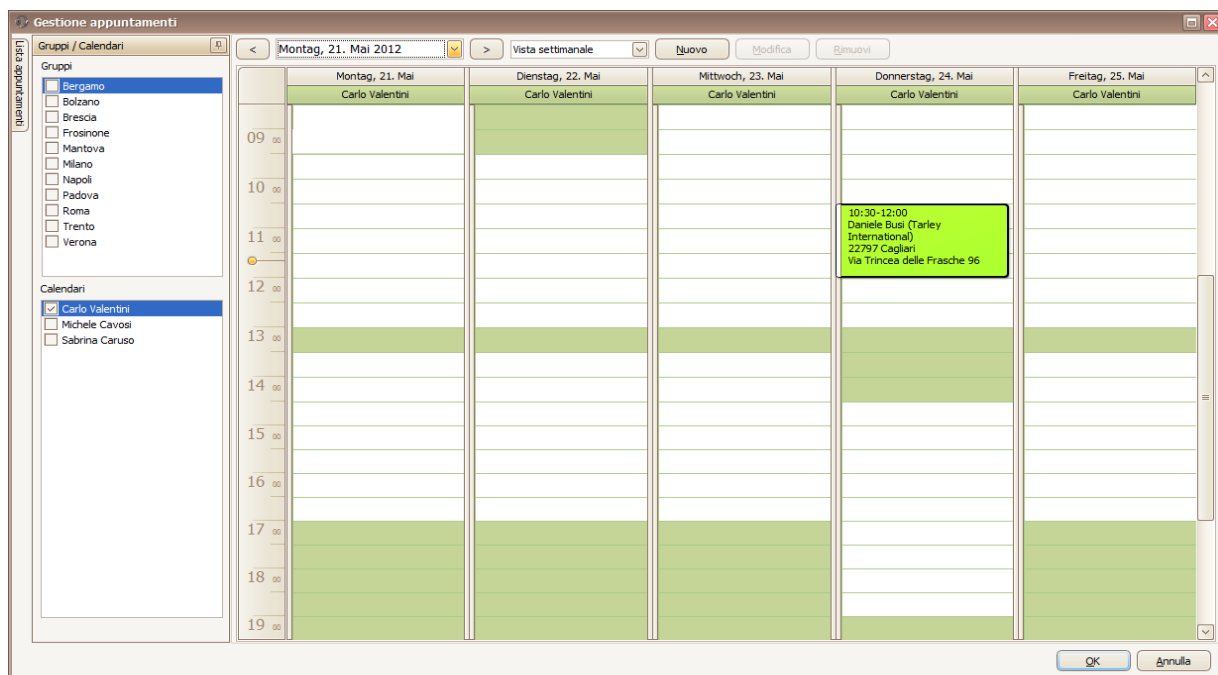 Gestione appuntamenti
Lista appuntamenti
Gruppi / Calendari
Gruppi
Bergamo
Bolzano
Brescia
Frosinone
Mantova
Milano
Napoli
Padova
Roma
Trento
Verona
Calendari
Carlo Valentini
Michele Cavosi
Sabrina Caruso
< Montag, 21. Mai 2012 > Vista settimanale Nuovo Modifica Rimuovi
Montag, 21. Mai Dienstag, 22. Mai Mittwoch, 23. Mai Donnerstag, 24. Mai Freitag, 25. Mai
Carlo Valentini Carlo Valentini Carlo Valentini Carlo Valentini Carlo Valentini
09 00
10 00
10:30-12:00
Daniele Busi (Tarley
International)
22797 Cagliari
Via Trincea delle Frasche 96
11 00
12 00
13 00
14 00
15 00
16 00
17 00
18 00
19 00
OK Annulla